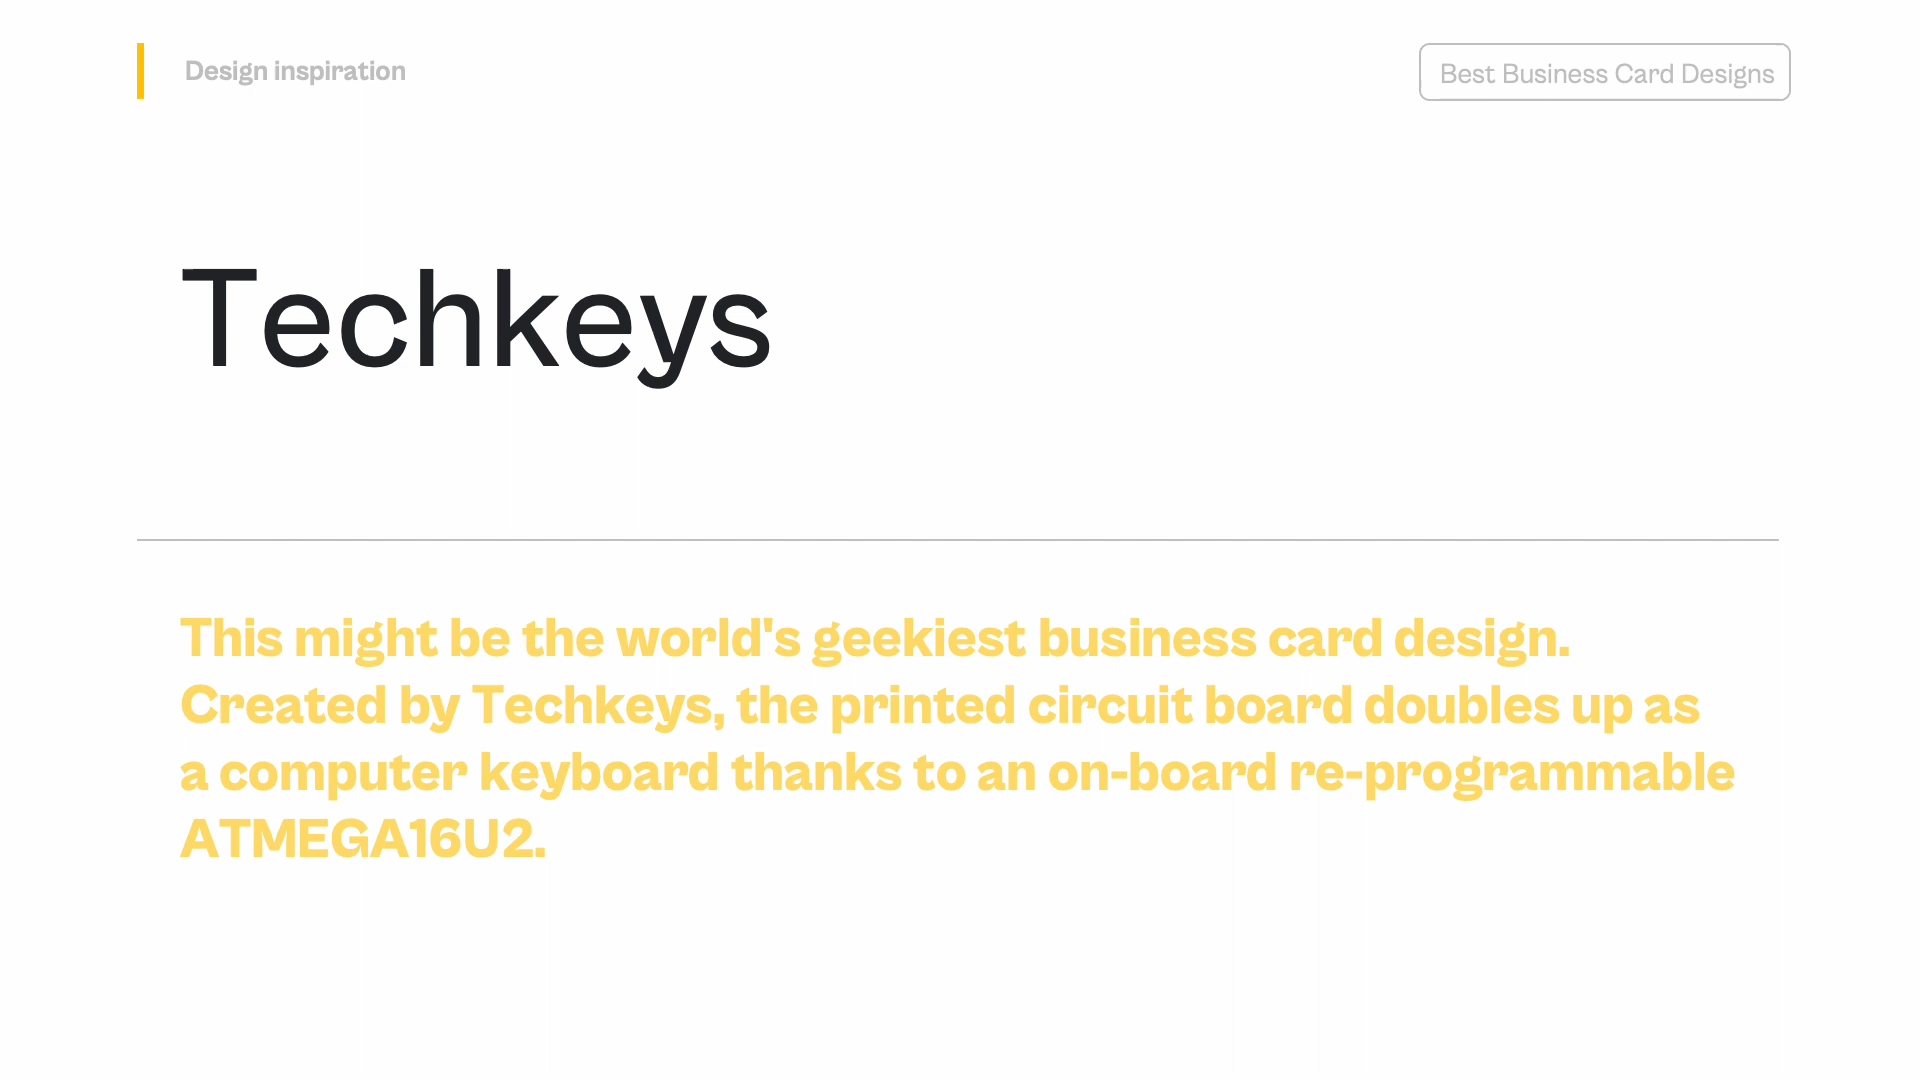 Design inspiration
Best Business Card Designs
Techkeys
This might be the world's geekiest business card design.
Created by Techkeys, the printed circuit board doubles up as
a computer keyboard thanks to an on-board re-programmable
ATMEGA16U2.